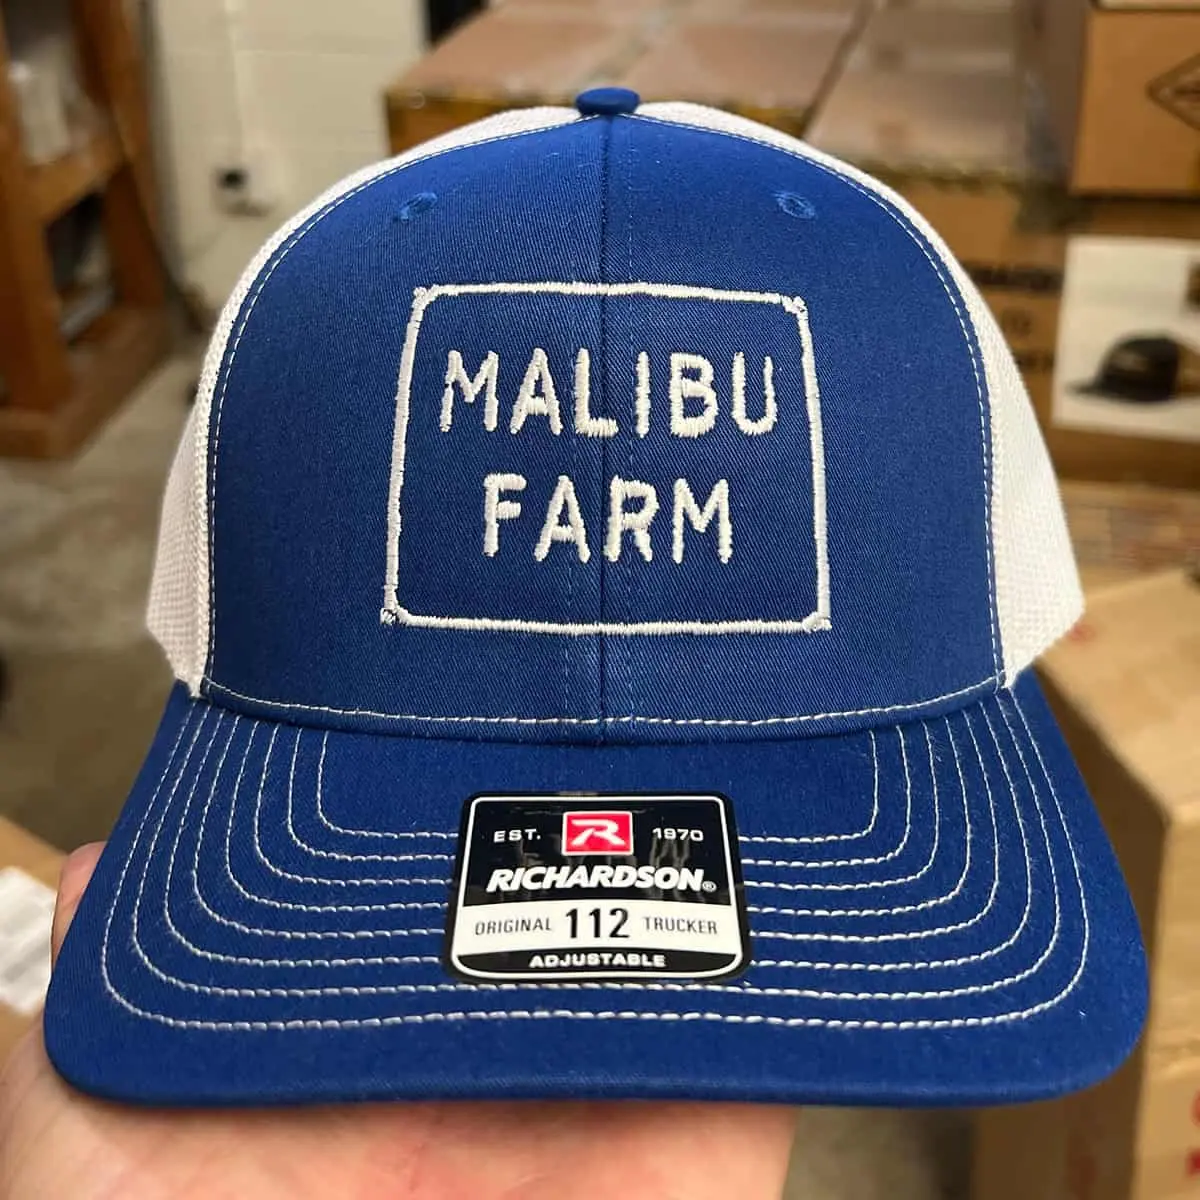 MALIBU
FARM
EST. R 1970
RICHARDSON®
ORIGINAL 112 TRUCKER
ADJUSTABLE